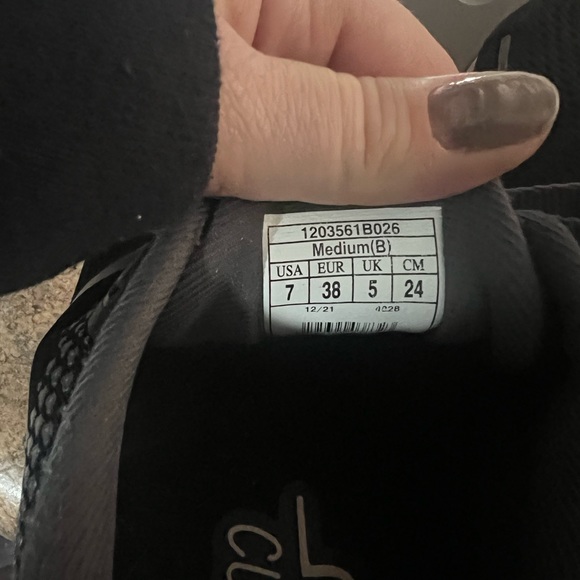 1203561B026
Medium(B)
USA EUR UK CM
7 38 5 24
12/21 4028